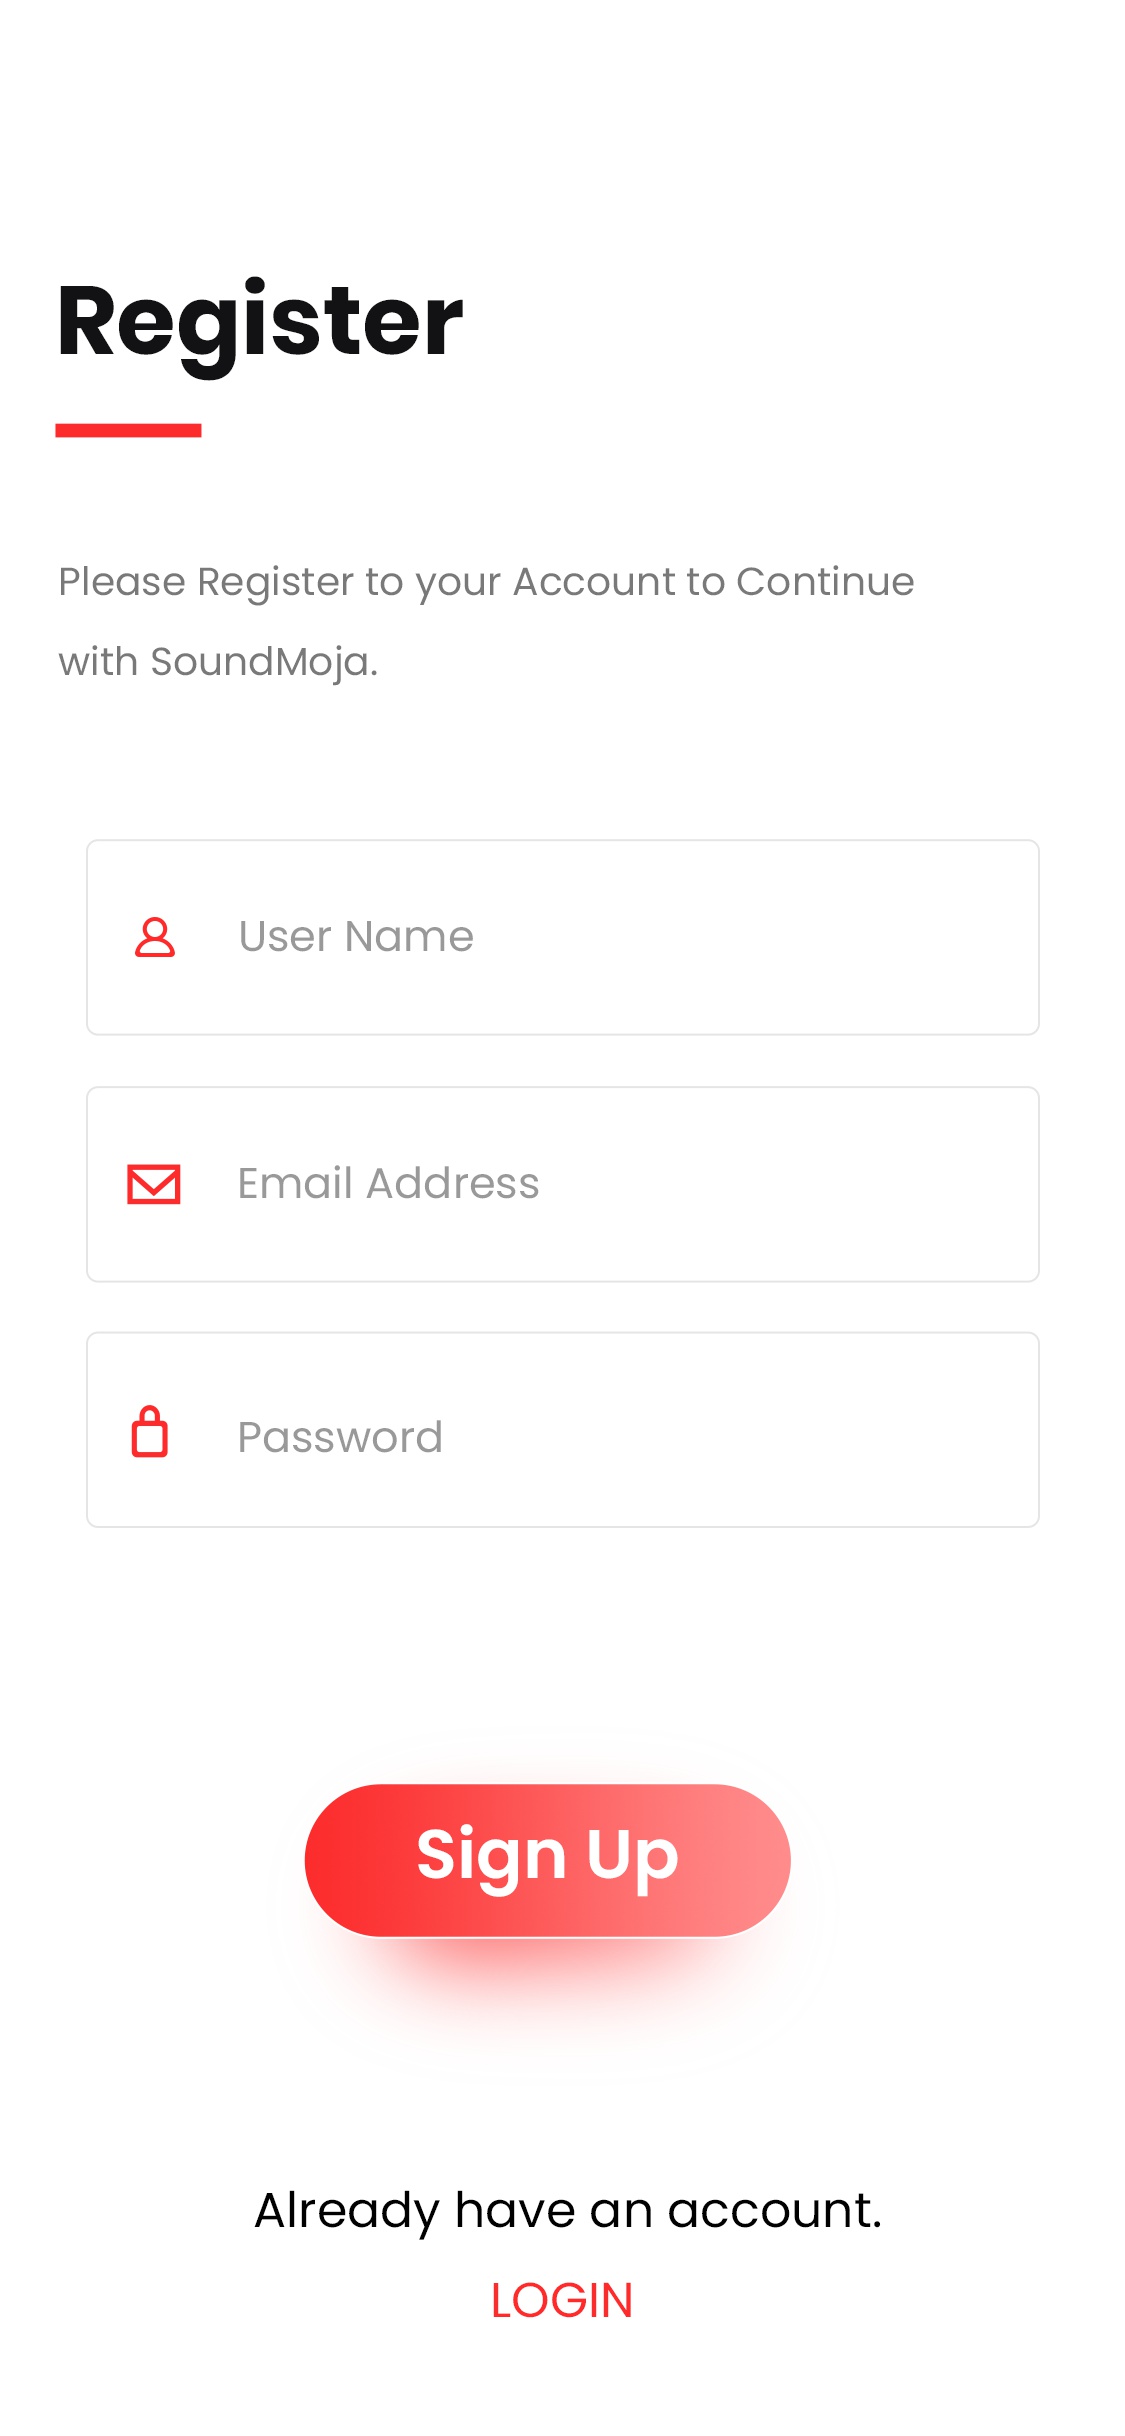 Register
Please Register to your Account to Continue
with SoundMoja.
User Name
Email Address
Password
Sign Up
Already have an account.
LOGIN